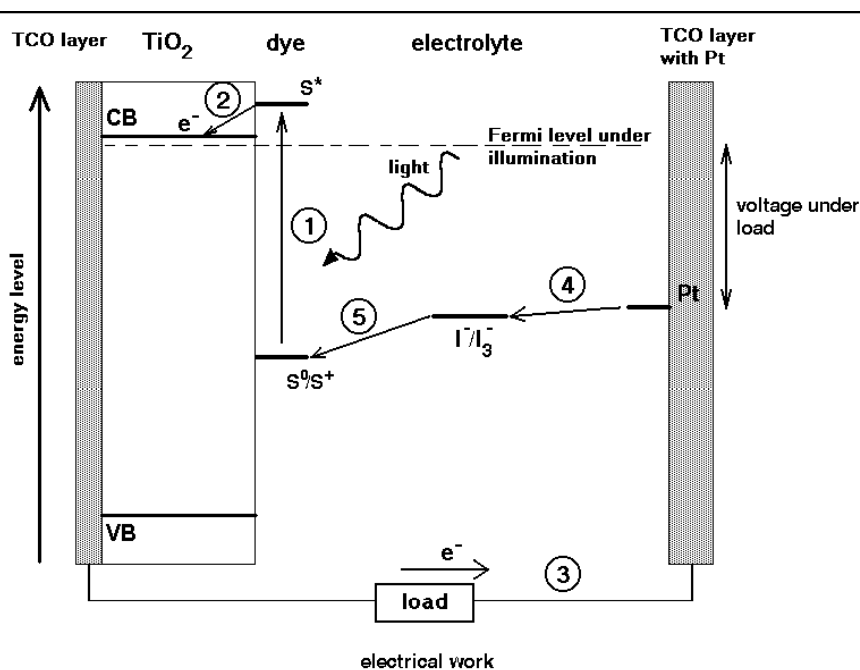 TCO layer
TiO₂
dye
electrolyte
TCO layer
with Pt
S*
②
CB
e⁻
Fermi level under
illumination
light
①
voltage under
load
energy level
④
Pt
⑤
I⁻/I₃⁻
S⁰/S⁺
VB
e⁻
③
load
electrical work